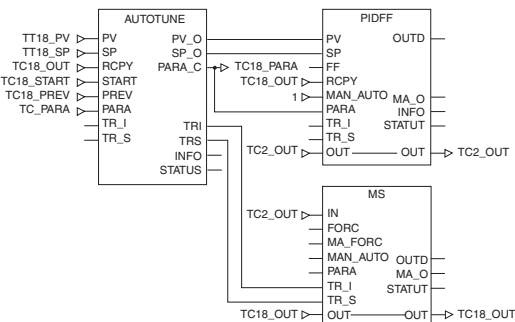 AUTOTUNE
TT18_PV PV PV_O
TT18_SP SP SP_O
TC18_OUT RCPY PARA_C
TC18_START START
TC18_PREV PREV
TC_PARA PARA
TR_I
TR_S
TRI
TRS
INFO
STATUS
PIDFF
PV OUTD
SP
TC18_PARA FF
TC18_OUT RCPY
1 MAN_AUTO MA_O
PARA INFO
TR_I STATUT
TR_S
TC2_OUT OUT OUT TC2_OUT
MS
TC2_OUT IN
FORC
MA_FORC
MAN_AUTO OUTD
PARA MA_O
TR_I STATUT
TR_S
TC18_OUT OUT OUT TC18_OUT